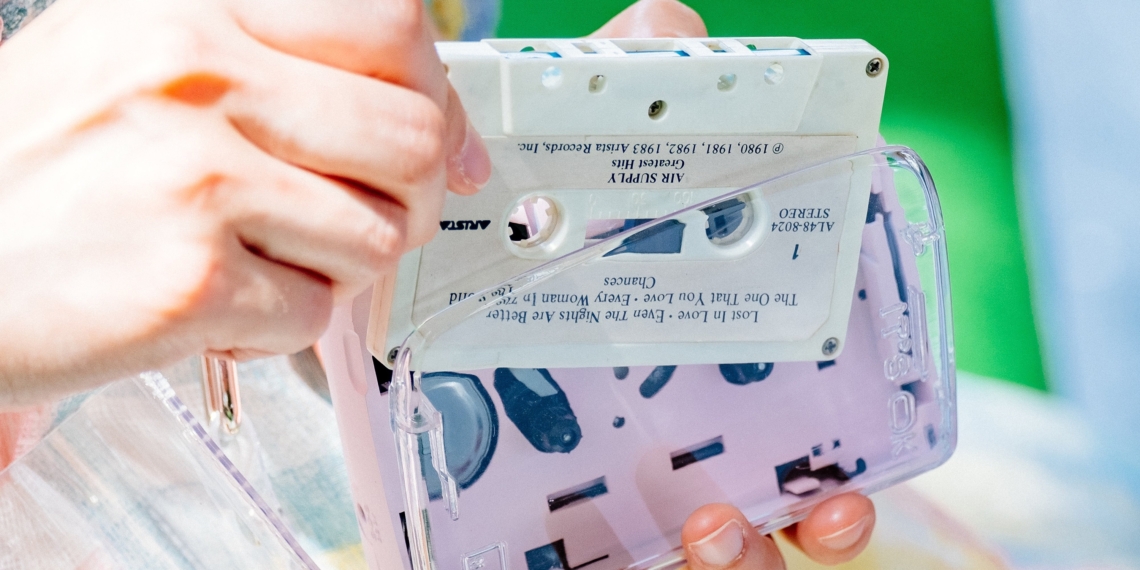 Lost In Love • Even The Nights Are Better
The One That You Love • Every Woman In The World
Chances
1
AL48-8024
STEREO
ARISTA
AIR SUPPLY
Greatest Hits
℗ 1980, 1981, 1982, 1983 Arista Records, Inc.
IT'S OK